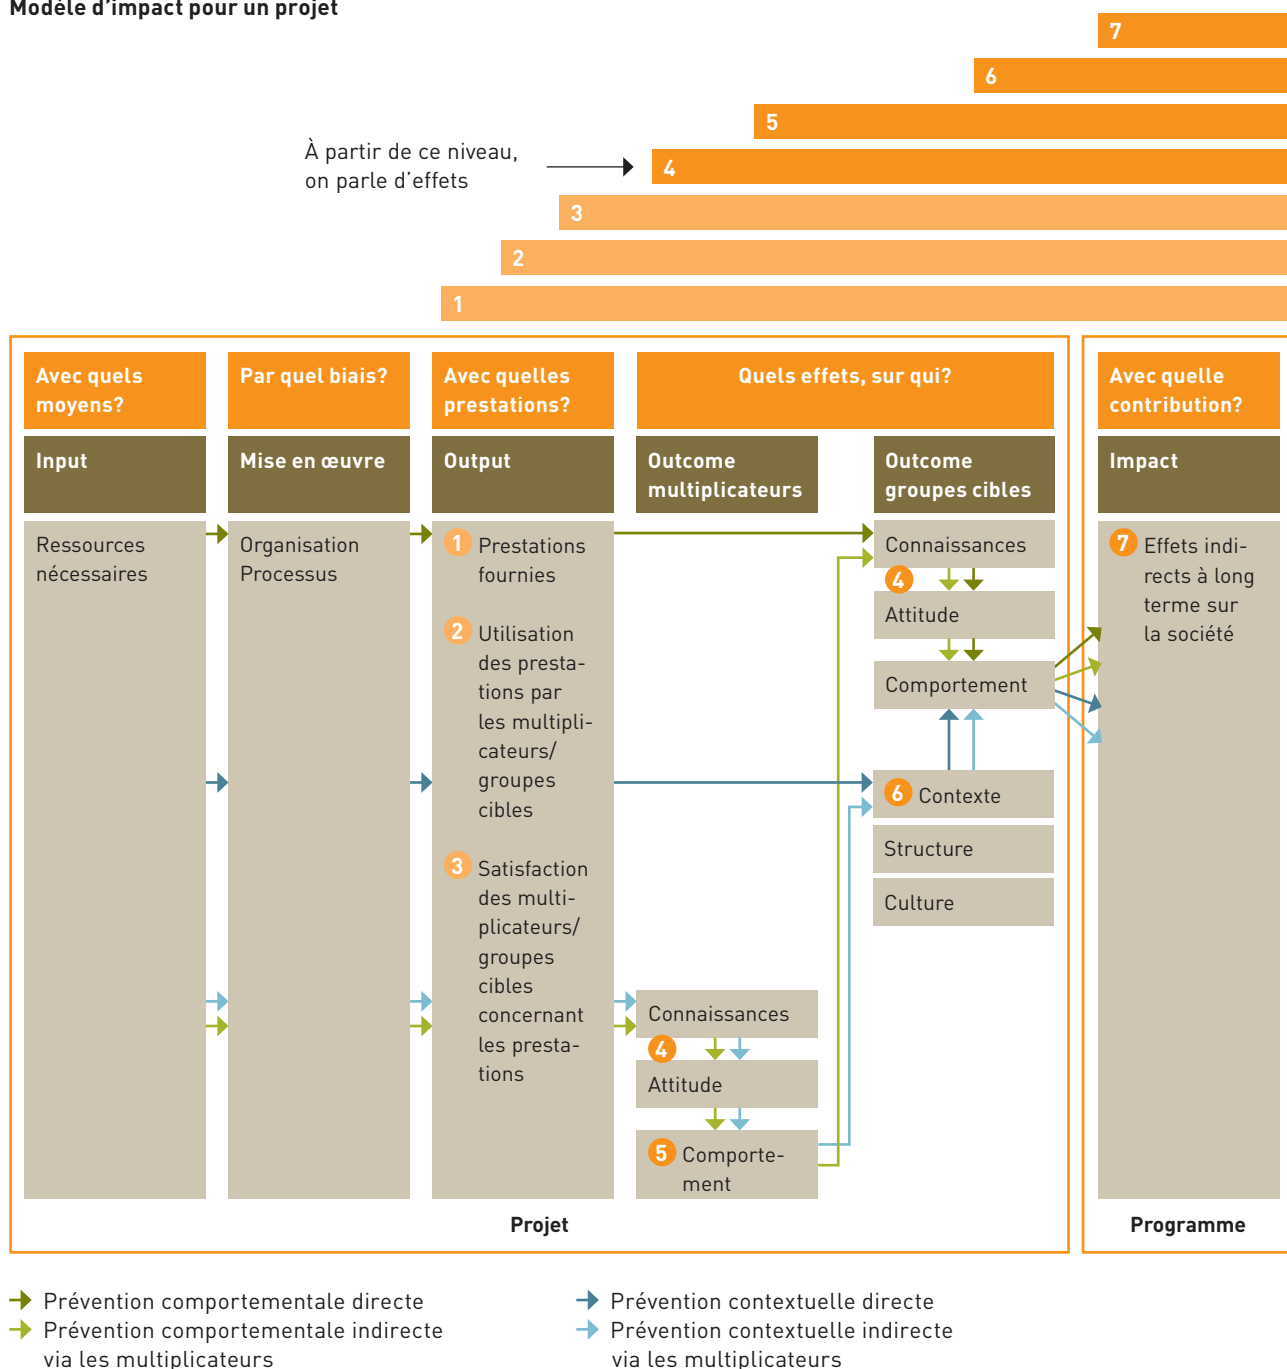 Modèle d'impact pour un projet
7
6
5
À partir de ce niveau,
on parle d'effets
4
3
2
1
Avec quels
moyens?
Par quel biais?
Avec quelles
prestations?
Quels effets, sur qui?
Avec quelle
contribution?
Input
Mise en œuvre
Output
Outcome
multiplicateurs
Outcome
groupes cibles
Impact
Ressources
nécessaires
Organisation
Processus
1 Prestations
fournies
2 Utilisation
des presta-
tions par
les multipli-
cateurs/
groupes
cibles
3 Satisfaction
des multi-
plicateurs/
groupes
cibles
concernant
les presta-
tions
Connaissances
4
Attitude
5 Comporte-
ment
Connaissances
4
Attitude
Comportement
6 Contexte
Structure
Culture
7 Effets indi-
rects à long
terme sur
la société
Projet
Programme
Prévention comportementale directe
Prévention comportementale indirecte
via les multiplicateurs
Prévention contextuelle directe
Prévention contextuelle indirecte
via les multiplicateurs